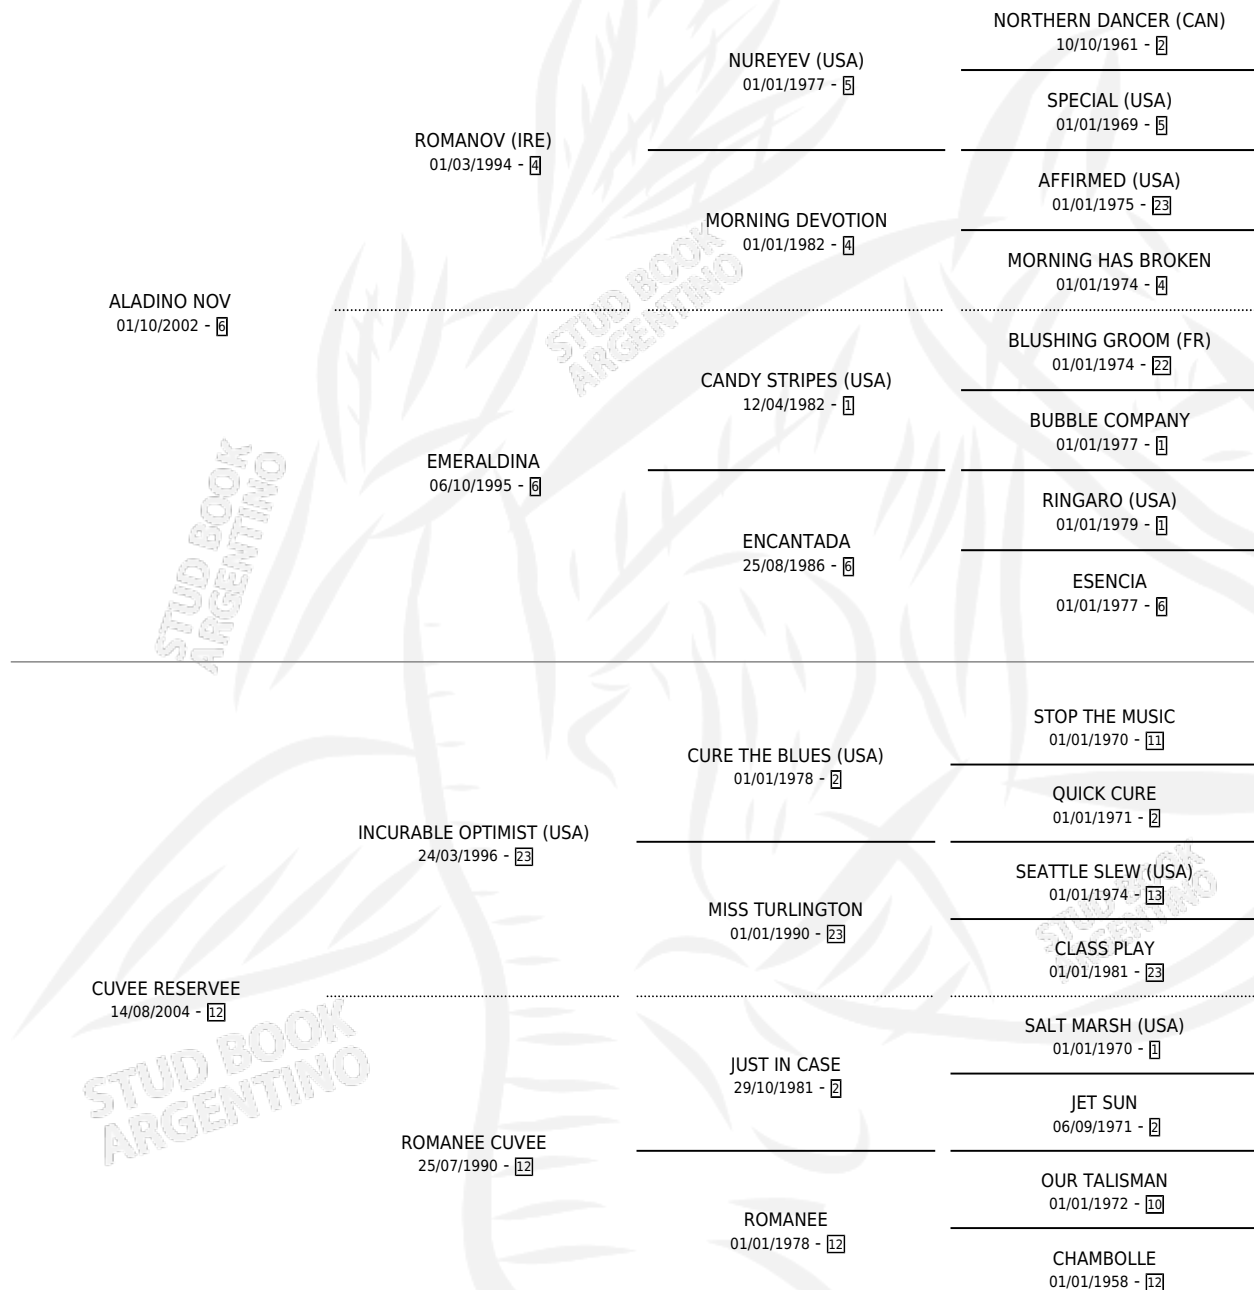 NORTHERN DANCER (CAN)
10/10/1961 - 2
NUREYEV (USA)
01/01/1977 - 5
SPECIAL (USA)
01/01/1969 - 5
ROMANOV (IRE)
01/03/1994 - 4
AFFIRMED (USA)
01/01/1975 - 23
MORNING DEVOTION
01/01/1982 - 4
MORNING HAS BROKEN
01/01/1974 - 4
ALADINO NOV
01/10/2002 - 6
BLUSHING GROOM (FR)
01/01/1974 - 22
CANDY STRIPES (USA)
12/04/1982 - 1
BUBBLE COMPANY
01/01/1977 - 1
EMERALDINA
06/10/1995 - 6
RINGARO (USA)
01/01/1979 - 1
ENCANTADA
25/08/1986 - 6
ESENCIA
01/01/1977 - 6
STUD BOOK
ARGENTINO
STUD BOOK
ARGENTINO
STOP THE MUSIC
01/01/1970 - 11
CURE THE BLUES (USA)
01/01/1978 - 2
QUICK CURE
01/01/1971 - 2
INCURABLE OPTIMIST (USA)
24/03/1996 - 23
SEATTLE SLEW (USA)
01/01/1974 - 13
MISS TURLINGTON
01/01/1990 - 23
CLASS PLAY
01/01/1981 - 23
STUD BOOK
ARGENTINO
CUVEE RESERVEE
14/08/2004 - 12
SALT MARSH (USA)
01/01/1970 - 1
JUST IN CASE
29/10/1981 - 2
JET SUN
06/09/1971 - 2
ROMANEE CUVEE
25/07/1990 - 12
OUR TALISMAN
01/01/1972 - 10
ROMANEE
01/01/1978 - 12
CHAMBOLLE
01/01/1958 - 12
STUD BOOK
ARGENTINO